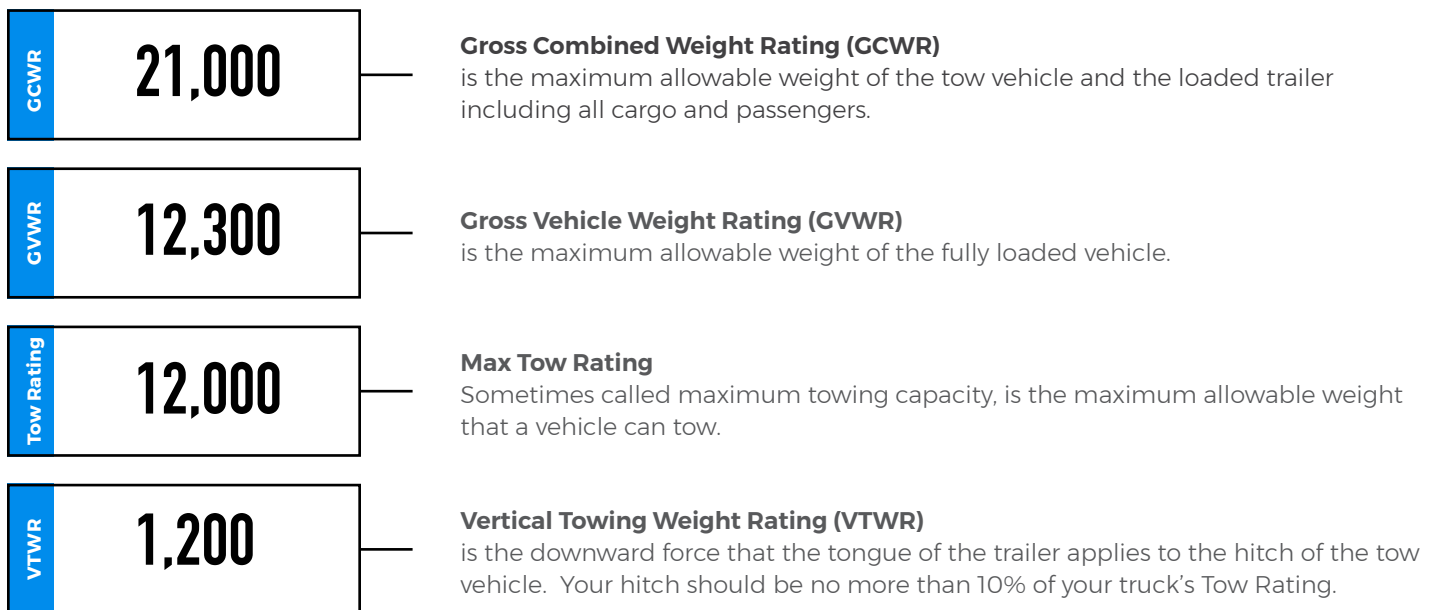 GCWR
21,000
Gross Combined Weight Rating (GCWR)
is the maximum allowable weight of the tow vehicle and the loaded trailer
including all cargo and passengers.
GVWR
12,300
Gross Vehicle Weight Rating (GVWR)
is the maximum allowable weight of the fully loaded vehicle.
Tow Rating
12,000
Max Tow Rating
Sometimes called maximum towing capacity, is the maximum allowable weight
that a vehicle can tow.
VTWR
1,200
Vertical Towing Weight Rating (VTWR)
is the downward force that the tongue of the trailer applies to the hitch of the tow
vehicle.  Your hitch should be no more than 10% of your truck's Tow Rating.